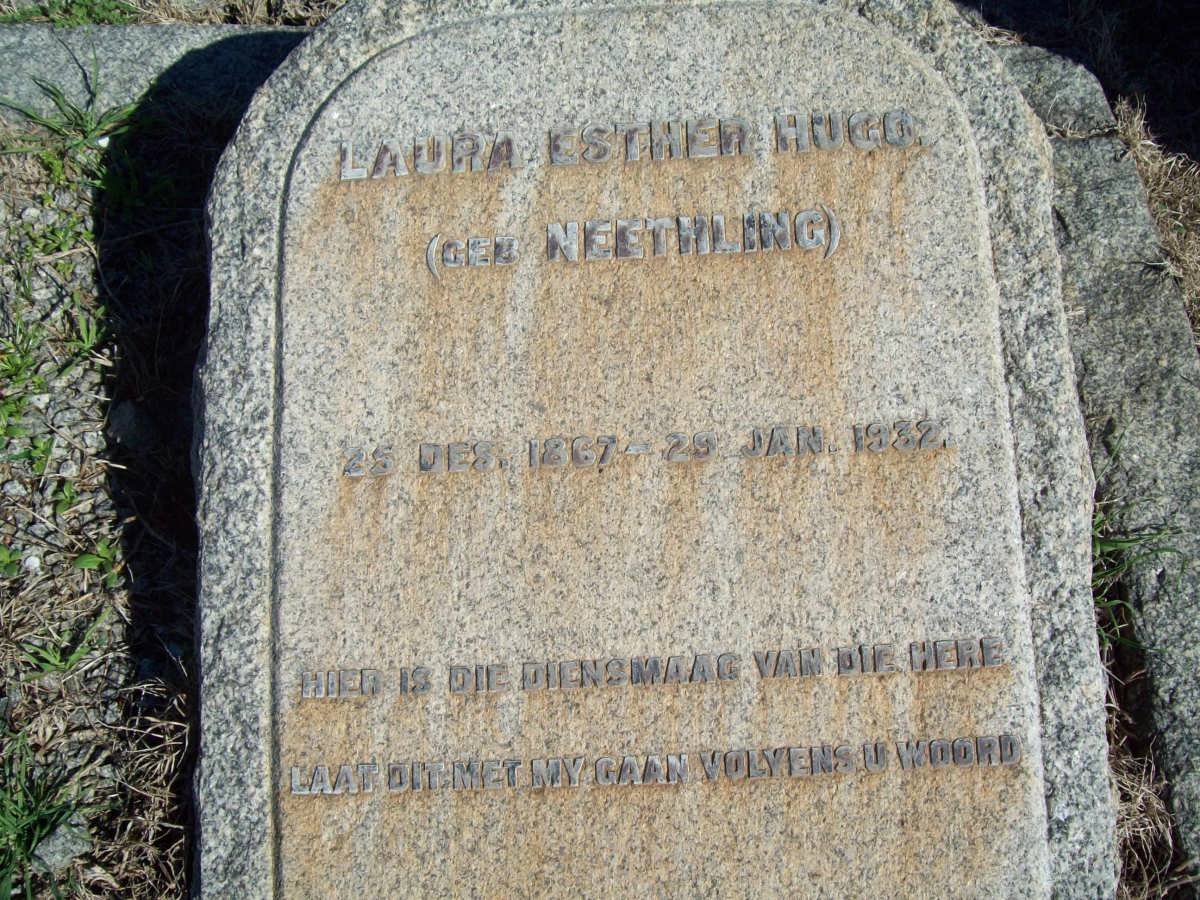 LAURA ESTHER HUGO.
(GEB NEETHLING)
25 DES. 1867 – 29 JAN. 1932.
HIER IS DIE DIENSMAAG VAN DIE HERE
LAAT DIT MET MY GAAN VOLYENS U WOORD